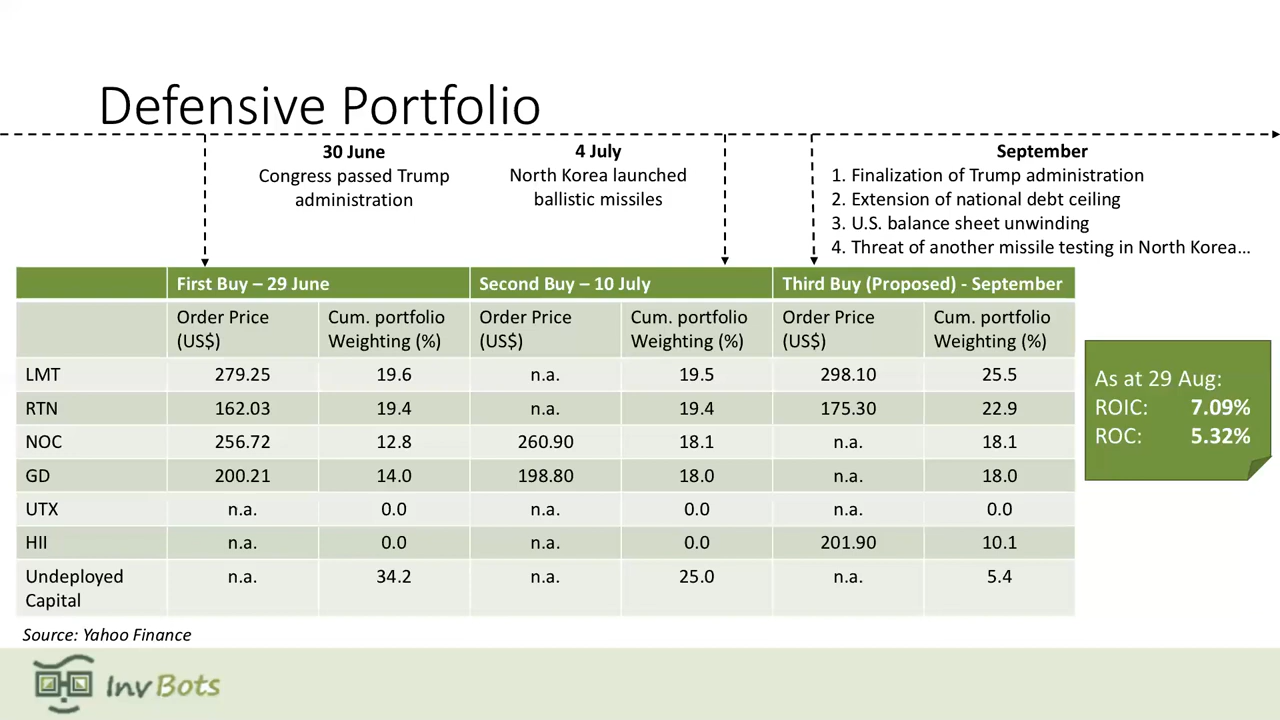 Defensive Portfolio
30 June
Congress passed Trump
administration
4 July
North Korea launched
ballistic missiles
September
1. Finalization of Trump administration
2. Extension of national debt ceiling
3. U.S. balance sheet unwinding
4. Threat of another missile testing in North Korea…
First Buy – 29 June Second Buy – 10 July Third Buy (Proposed) - September
Order Price (US$) Cum. portfolio Weighting (%) Order Price (US$) Cum. portfolio Weighting (%) Order Price (US$) Cum. portfolio Weighting (%)
LMT 279.25 19.6 n.a. 19.5 298.10 25.5
RTN 162.03 19.4 n.a. 19.4 175.30 22.9
NOC 256.72 12.8 260.90 18.1 n.a. 18.1
GD 200.21 14.0 198.80 18.0 n.a. 18.0
UTX n.a. 0.0 n.a. 0.0 n.a. 0.0
HII n.a. 0.0 n.a. 0.0 201.90 10.1
Undeployed Capital n.a. 34.2 n.a. 25.0 n.a. 5.4
As at 29 Aug:
ROIC: 7.09%
ROC: 5.32%
Source: Yahoo Finance
InvBots